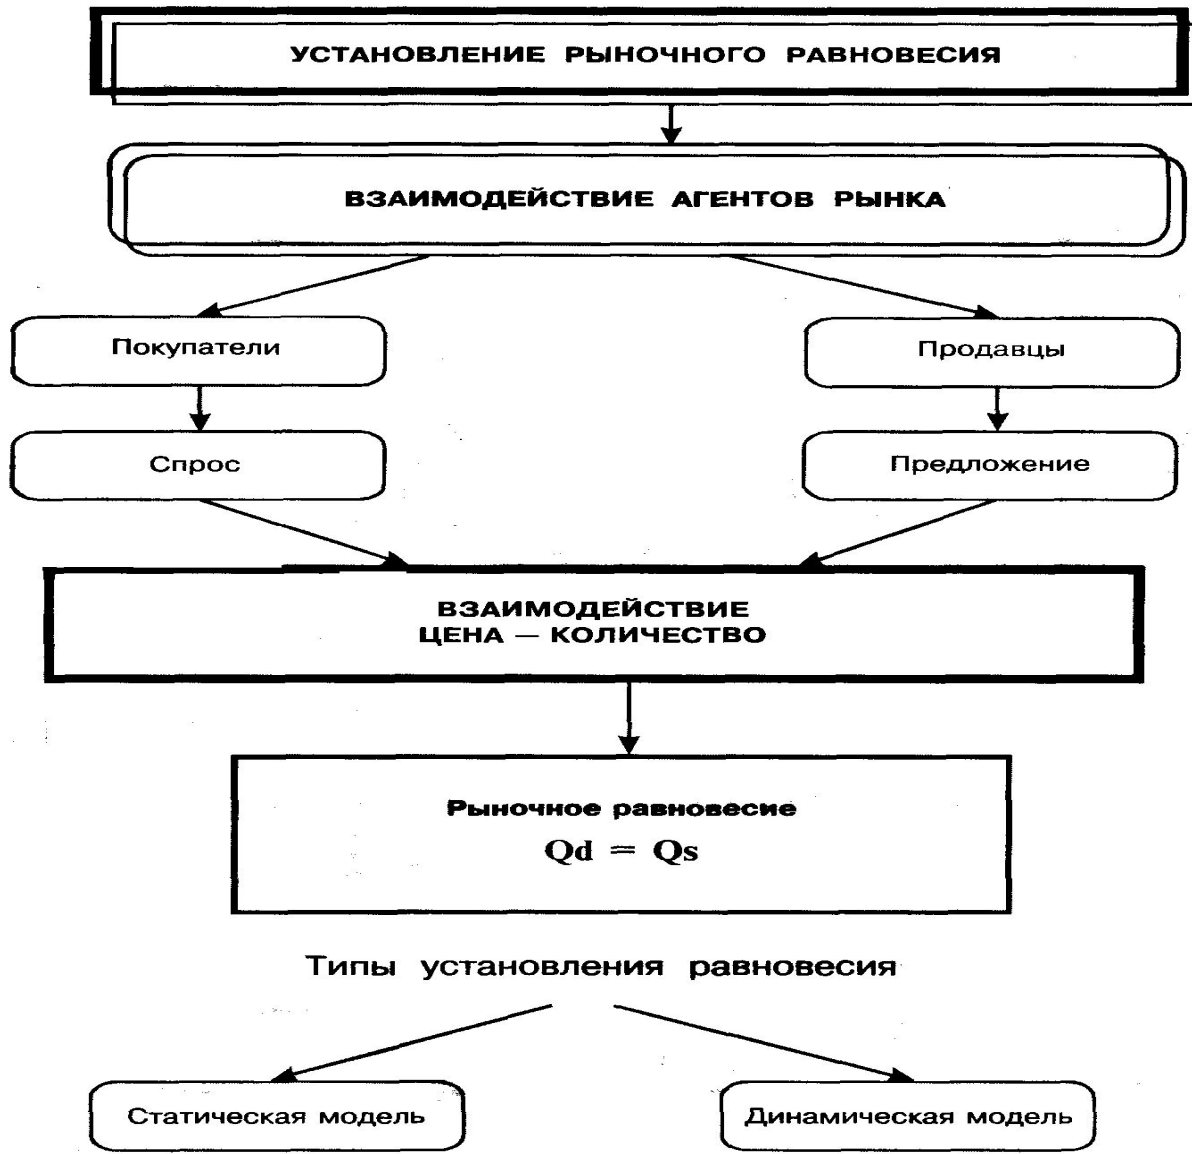 УСТАНОВЛЕНИЕ РЫНОЧНОГО РАВНОВЕСИЯ
ВЗАИМОДЕЙСТВИЕ АГЕНТОВ РЫНКА
Покупатели
Продавцы
Спрос
Предложение
ВЗАИМОДЕЙСТВИЕ
ЦЕНА — КОЛИЧЕСТВО
Рыночное равновесие
Qd = Qs
Типы установления равновесия
Статическая модель
Динамическая модель